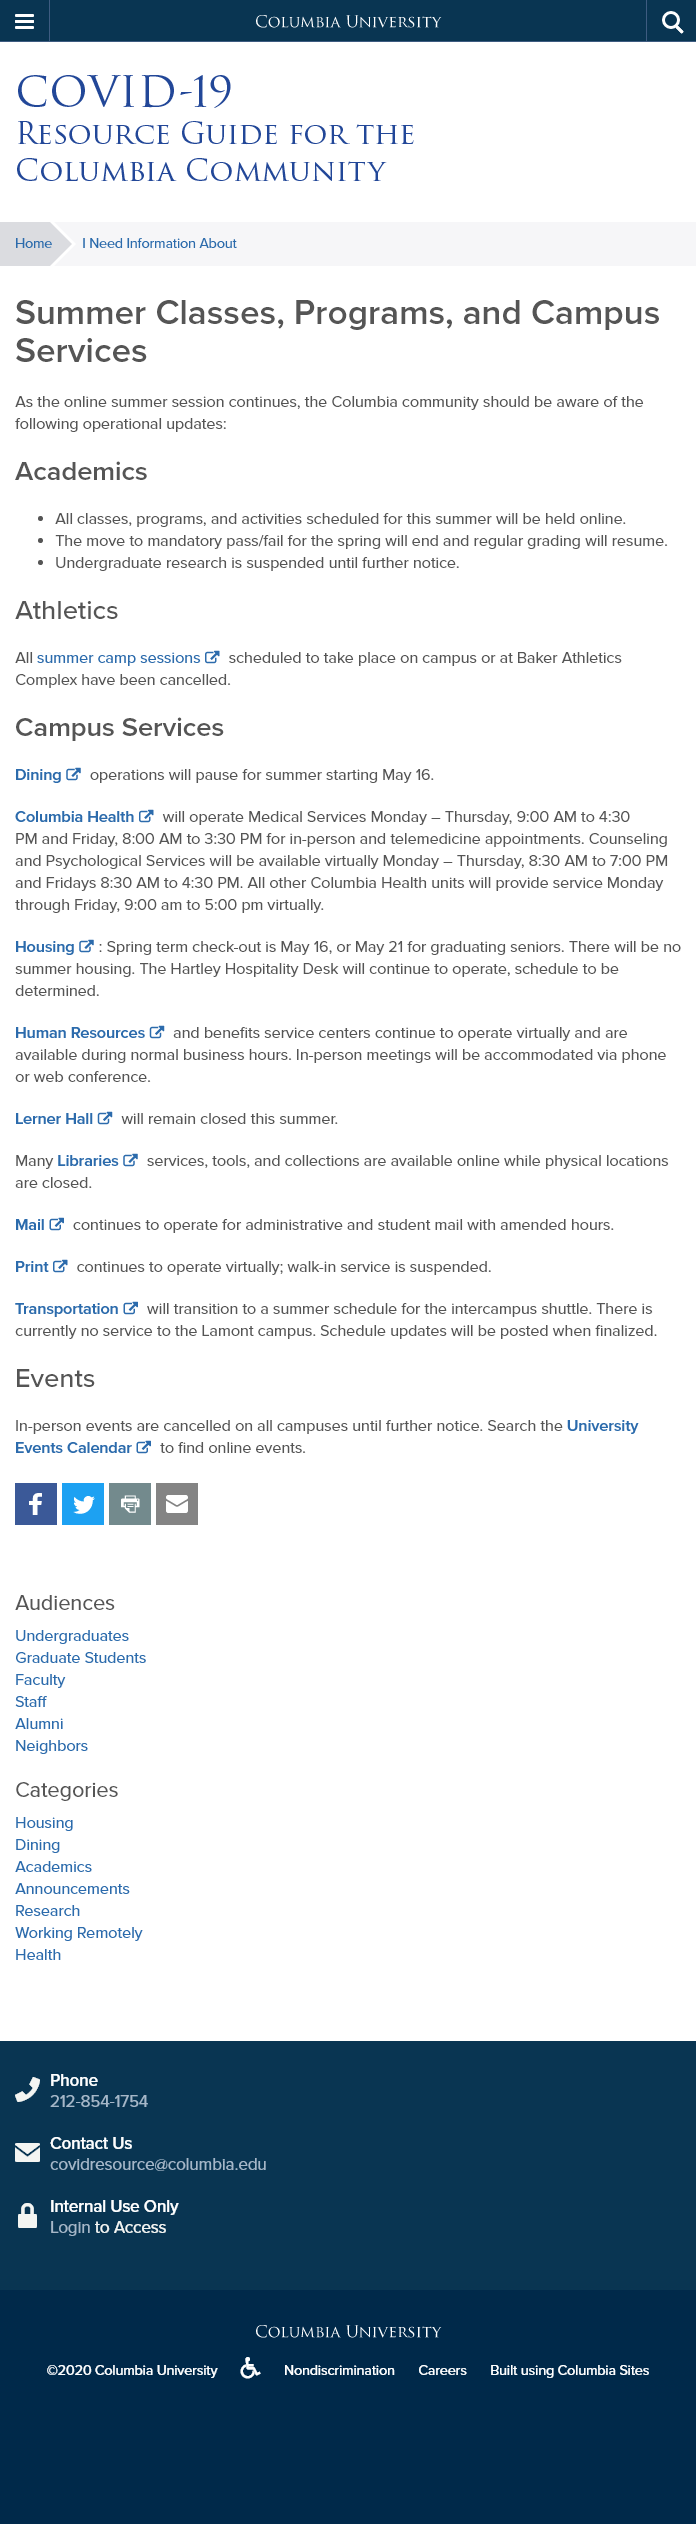 Columbia University
COVID-19
Resource Guide for the
Columbia Community
Home I Need Information About
Summer Classes, Programs, and Campus
Services
As the online summer session continues, the Columbia community should be aware of the
following operational updates:
Academics
• All classes, programs, and activities scheduled for this summer will be held online.
• The move to mandatory pass/fail for the spring will end and regular grading will resume.
• Undergraduate research is suspended until further notice.
Athletics
All summer camp sessions scheduled to take place on campus or at Baker Athletics
Complex have been cancelled.
Campus Services
Dining operations will pause for summer starting May 16.
Columbia Health will operate Medical Services Monday – Thursday, 9:00 AM to 4:30
PM and Friday, 8:00 AM to 3:30 PM for in-person and telemedicine appointments. Counseling
and Psychological Services will be available virtually Monday – Thursday, 8:30 AM to 7:00 PM
and Fridays 8:30 AM to 4:30 PM. All other Columbia Health units will provide service Monday
through Friday, 9:00 am to 5:00 pm virtually.
Housing : Spring term check-out is May 16, or May 21 for graduating seniors. There will be no
summer housing. The Hartley Hospitality Desk will continue to operate, schedule to be
determined.
Human Resources and benefits service centers continue to operate virtually and are
available during normal business hours. In-person meetings will be accommodated via phone
or web conference.
Lerner Hall will remain closed this summer.
Many Libraries services, tools, and collections are available online while physical locations
are closed.
Mail continues to operate for administrative and student mail with amended hours.
Print continues to operate virtually; walk-in service is suspended.
Transportation will transition to a summer schedule for the intercampus shuttle. There is
currently no service to the Lamont campus. Schedule updates will be posted when finalized.
Events
In-person events are cancelled on all campuses until further notice. Search the University
Events Calendar to find online events.
Audiences
Undergraduates
Graduate Students
Faculty
Staff
Alumni
Neighbors
Categories
Housing
Dining
Academics
Announcements
Research
Working Remotely
Health
Phone
212-854-1754
Contact Us
covidresource@columbia.edu
Internal Use Only
Login to Access
Columbia University
©2020 Columbia University Nondiscrimination Careers Built using Columbia Sites